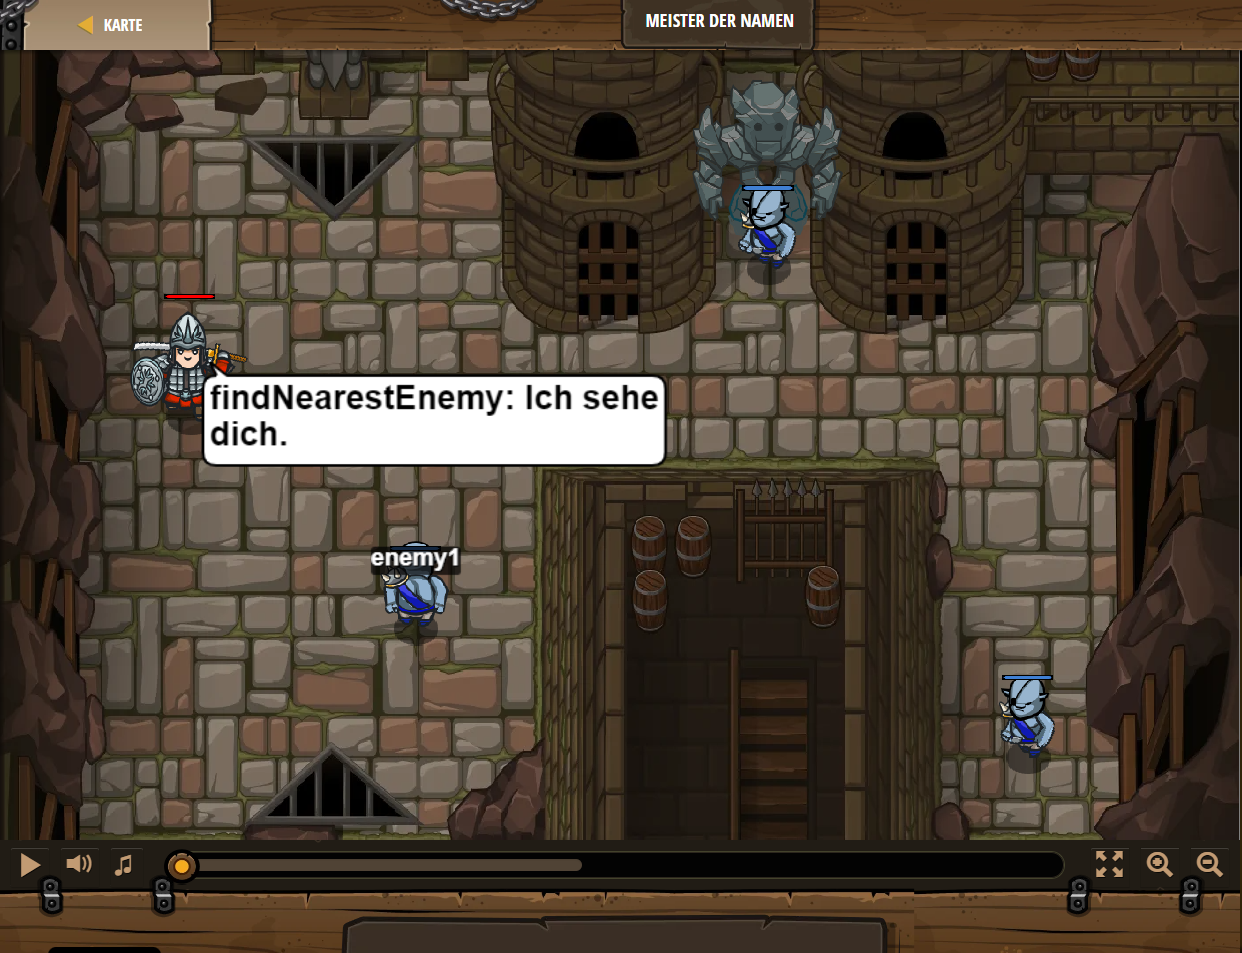 KARTE
MEISTER DER NAMEN
findNearestEnemy: Ich sehe
dich.
enemy1